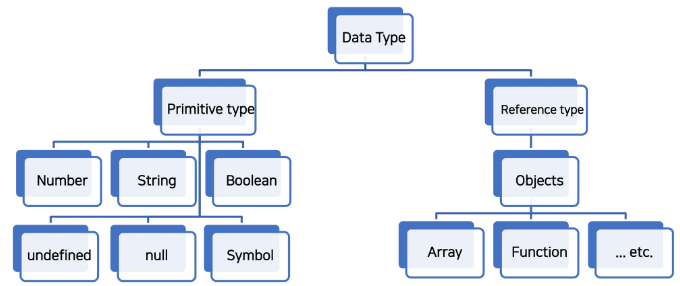 Data Type
Primitive type
Reference type
Number
String
Boolean
Objects
undefined
null
Symbol
Array
Function
... etc.